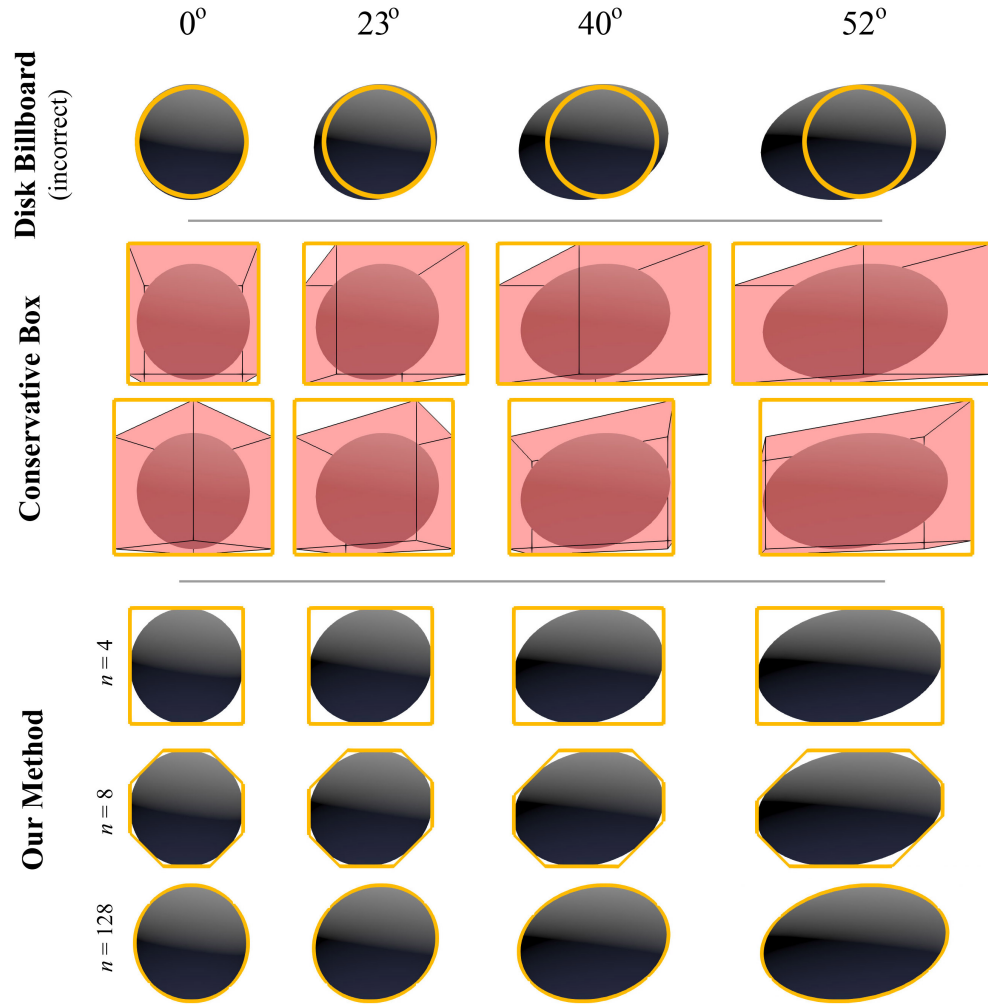 0° 23° 40° 52°
Disk Billboard
(incorrect)
Conservative Box
Our Method
n = 4
n = 8
n = 128